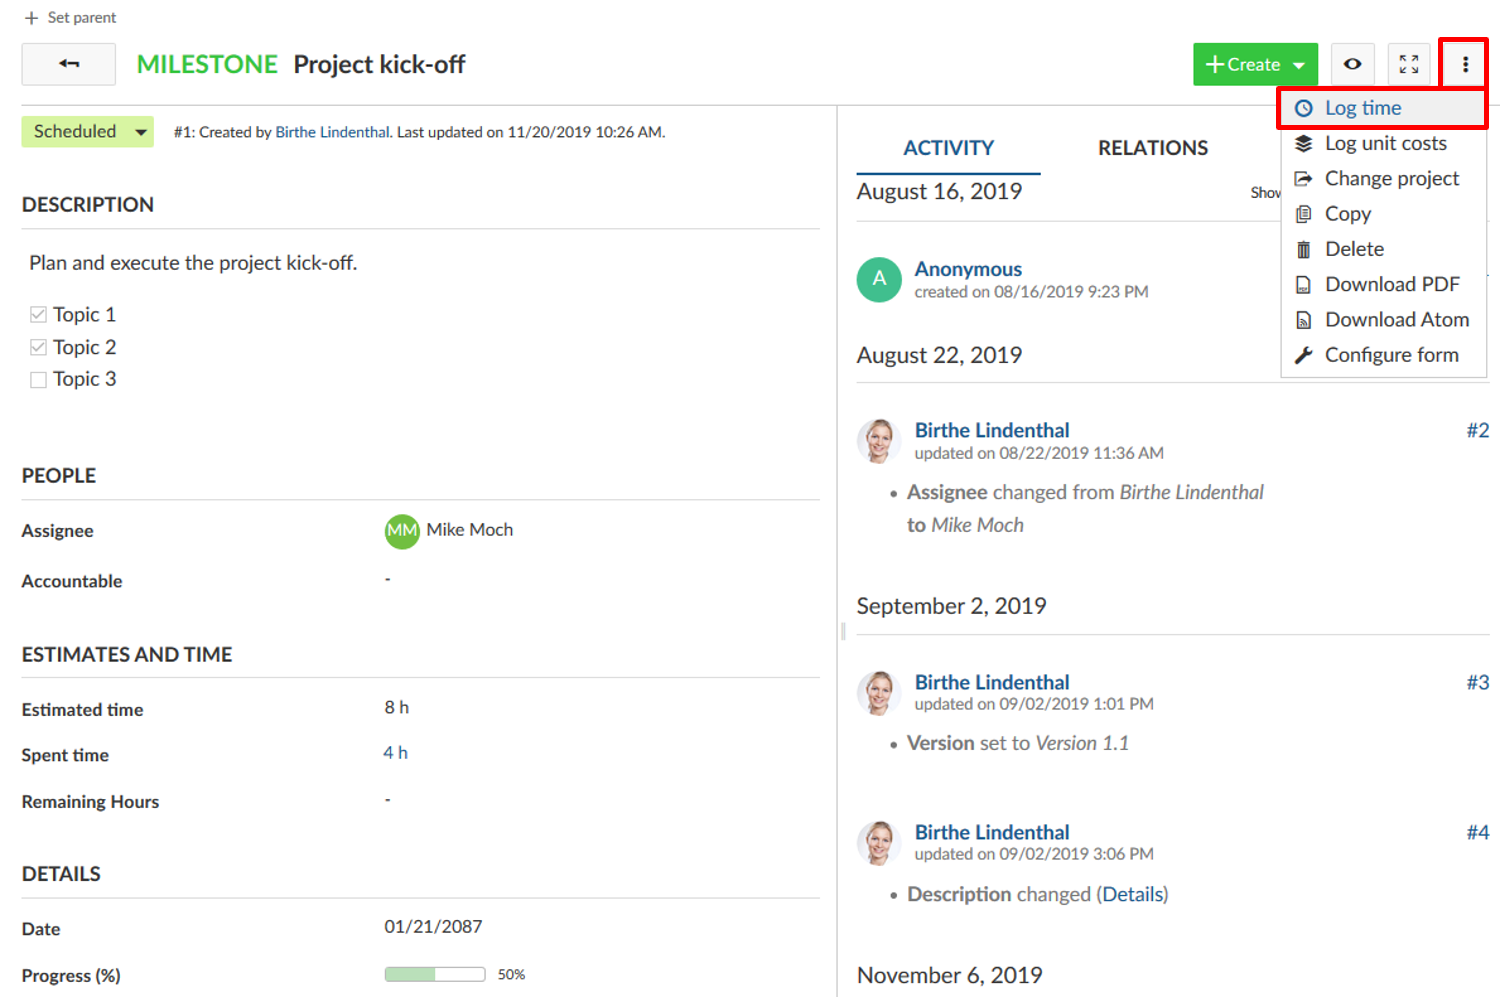 Set parent
MILESTONE Project kick-off
Create
Scheduled
#1: Created by Birthe Lindenthal. Last updated on 11/20/2019 10:26 AM.
DESCRIPTION
Plan and execute the project kick-off.
Topic 1
Topic 2
Topic 3
PEOPLE
Assignee
MM Mike Moch
Accountable
-
ESTIMATES AND TIME
Estimated time
8 h
Spent time
4 h
Remaining Hours
-
DETAILS
Date
01/21/2087
Progress (%)
50%
ACTIVITY
RELATIONS
August 16, 2019
Show
A
Anonymous
created on 08/16/2019 9:23 PM
August 22, 2019
Birthe Lindenthal
#2
updated on 08/22/2019 11:36 AM
• Assignee changed from Birthe Lindenthal
to Mike Moch
September 2, 2019
Birthe Lindenthal
#3
updated on 09/02/2019 1:01 PM
• Version set to Version 1.1
Birthe Lindenthal
#4
updated on 09/02/2019 3:06 PM
• Description changed (Details)
November 6, 2019
Log time
Log unit costs
Change project
Copy
Delete
Download PDF
Download Atom
Configure form